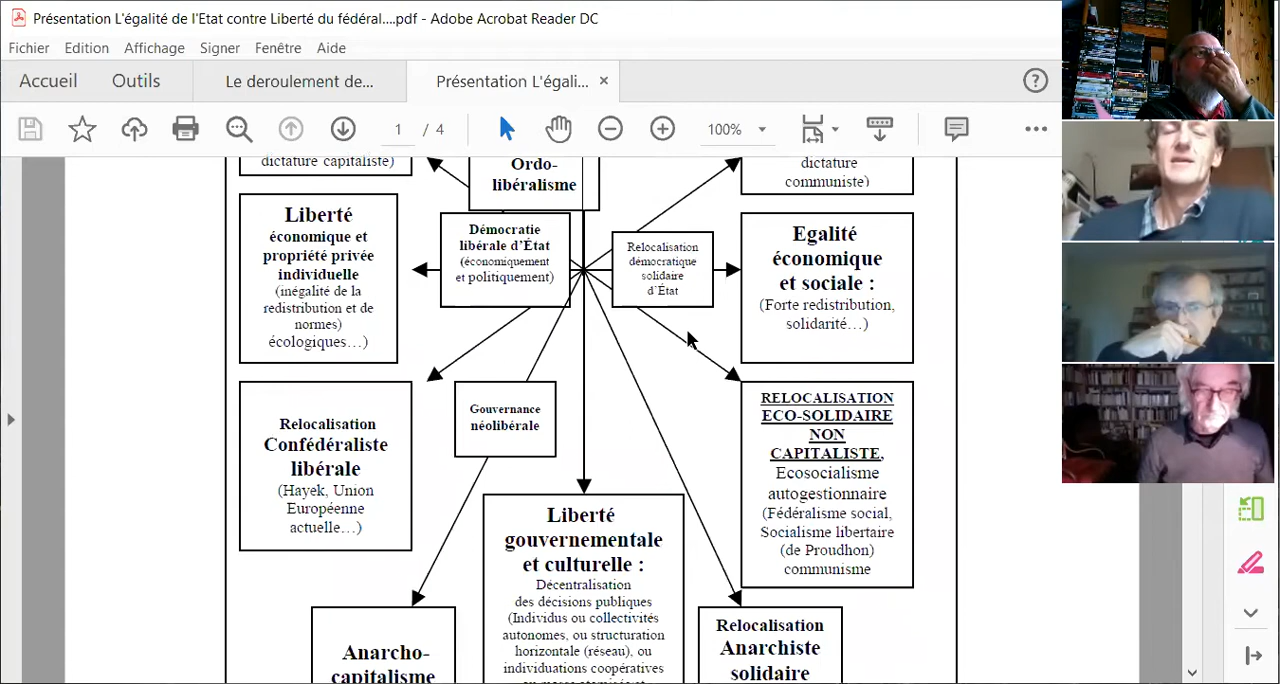 Présentation L'égalité de l'Etat contre Liberté du fédéral....pdf - Adobe Acrobat Reader DC
Fichier Edition Affichage Signer Fenêtre Aide
Accueil Outils Le deroulement de... Présentation L'égali... ×
1 / 4 100%
dictature capitaliste)
Ordo-
libéralisme
dictature
communiste)
Liberté
économique et
propriété privée
individuelle
(inégalité de la
redistribution et de
normes)
écologiques…)
Démocratie
libérale d'État
(économiquement
et politiquement)
Relocalisation
démocratique
solidaire
d'État
Egalité
économique
et sociale :
(Forte redistribution,
solidarité…)
Relocalisation
Confédéraliste
libérale
(Hayek, Union
Européenne
actuelle…)
Gouvernance
néolibérale
RELOCALISATION
ECO-SOLIDAIRE
NON
CAPITALISTE,
Ecosocialisme
autogestionnaire
(Fédéralisme social,
Socialisme libertaire
(de Proudhon)
communisme
Liberté
gouvernementale
et culturelle :
Décentralisation
des décisions publiques
(Individus ou collectivités
autonomes, ou structuration
horizontale (réseau), ou
individuations coopératives
Anarcho-
capitalisme
Relocalisation
Anarchiste
solidaire